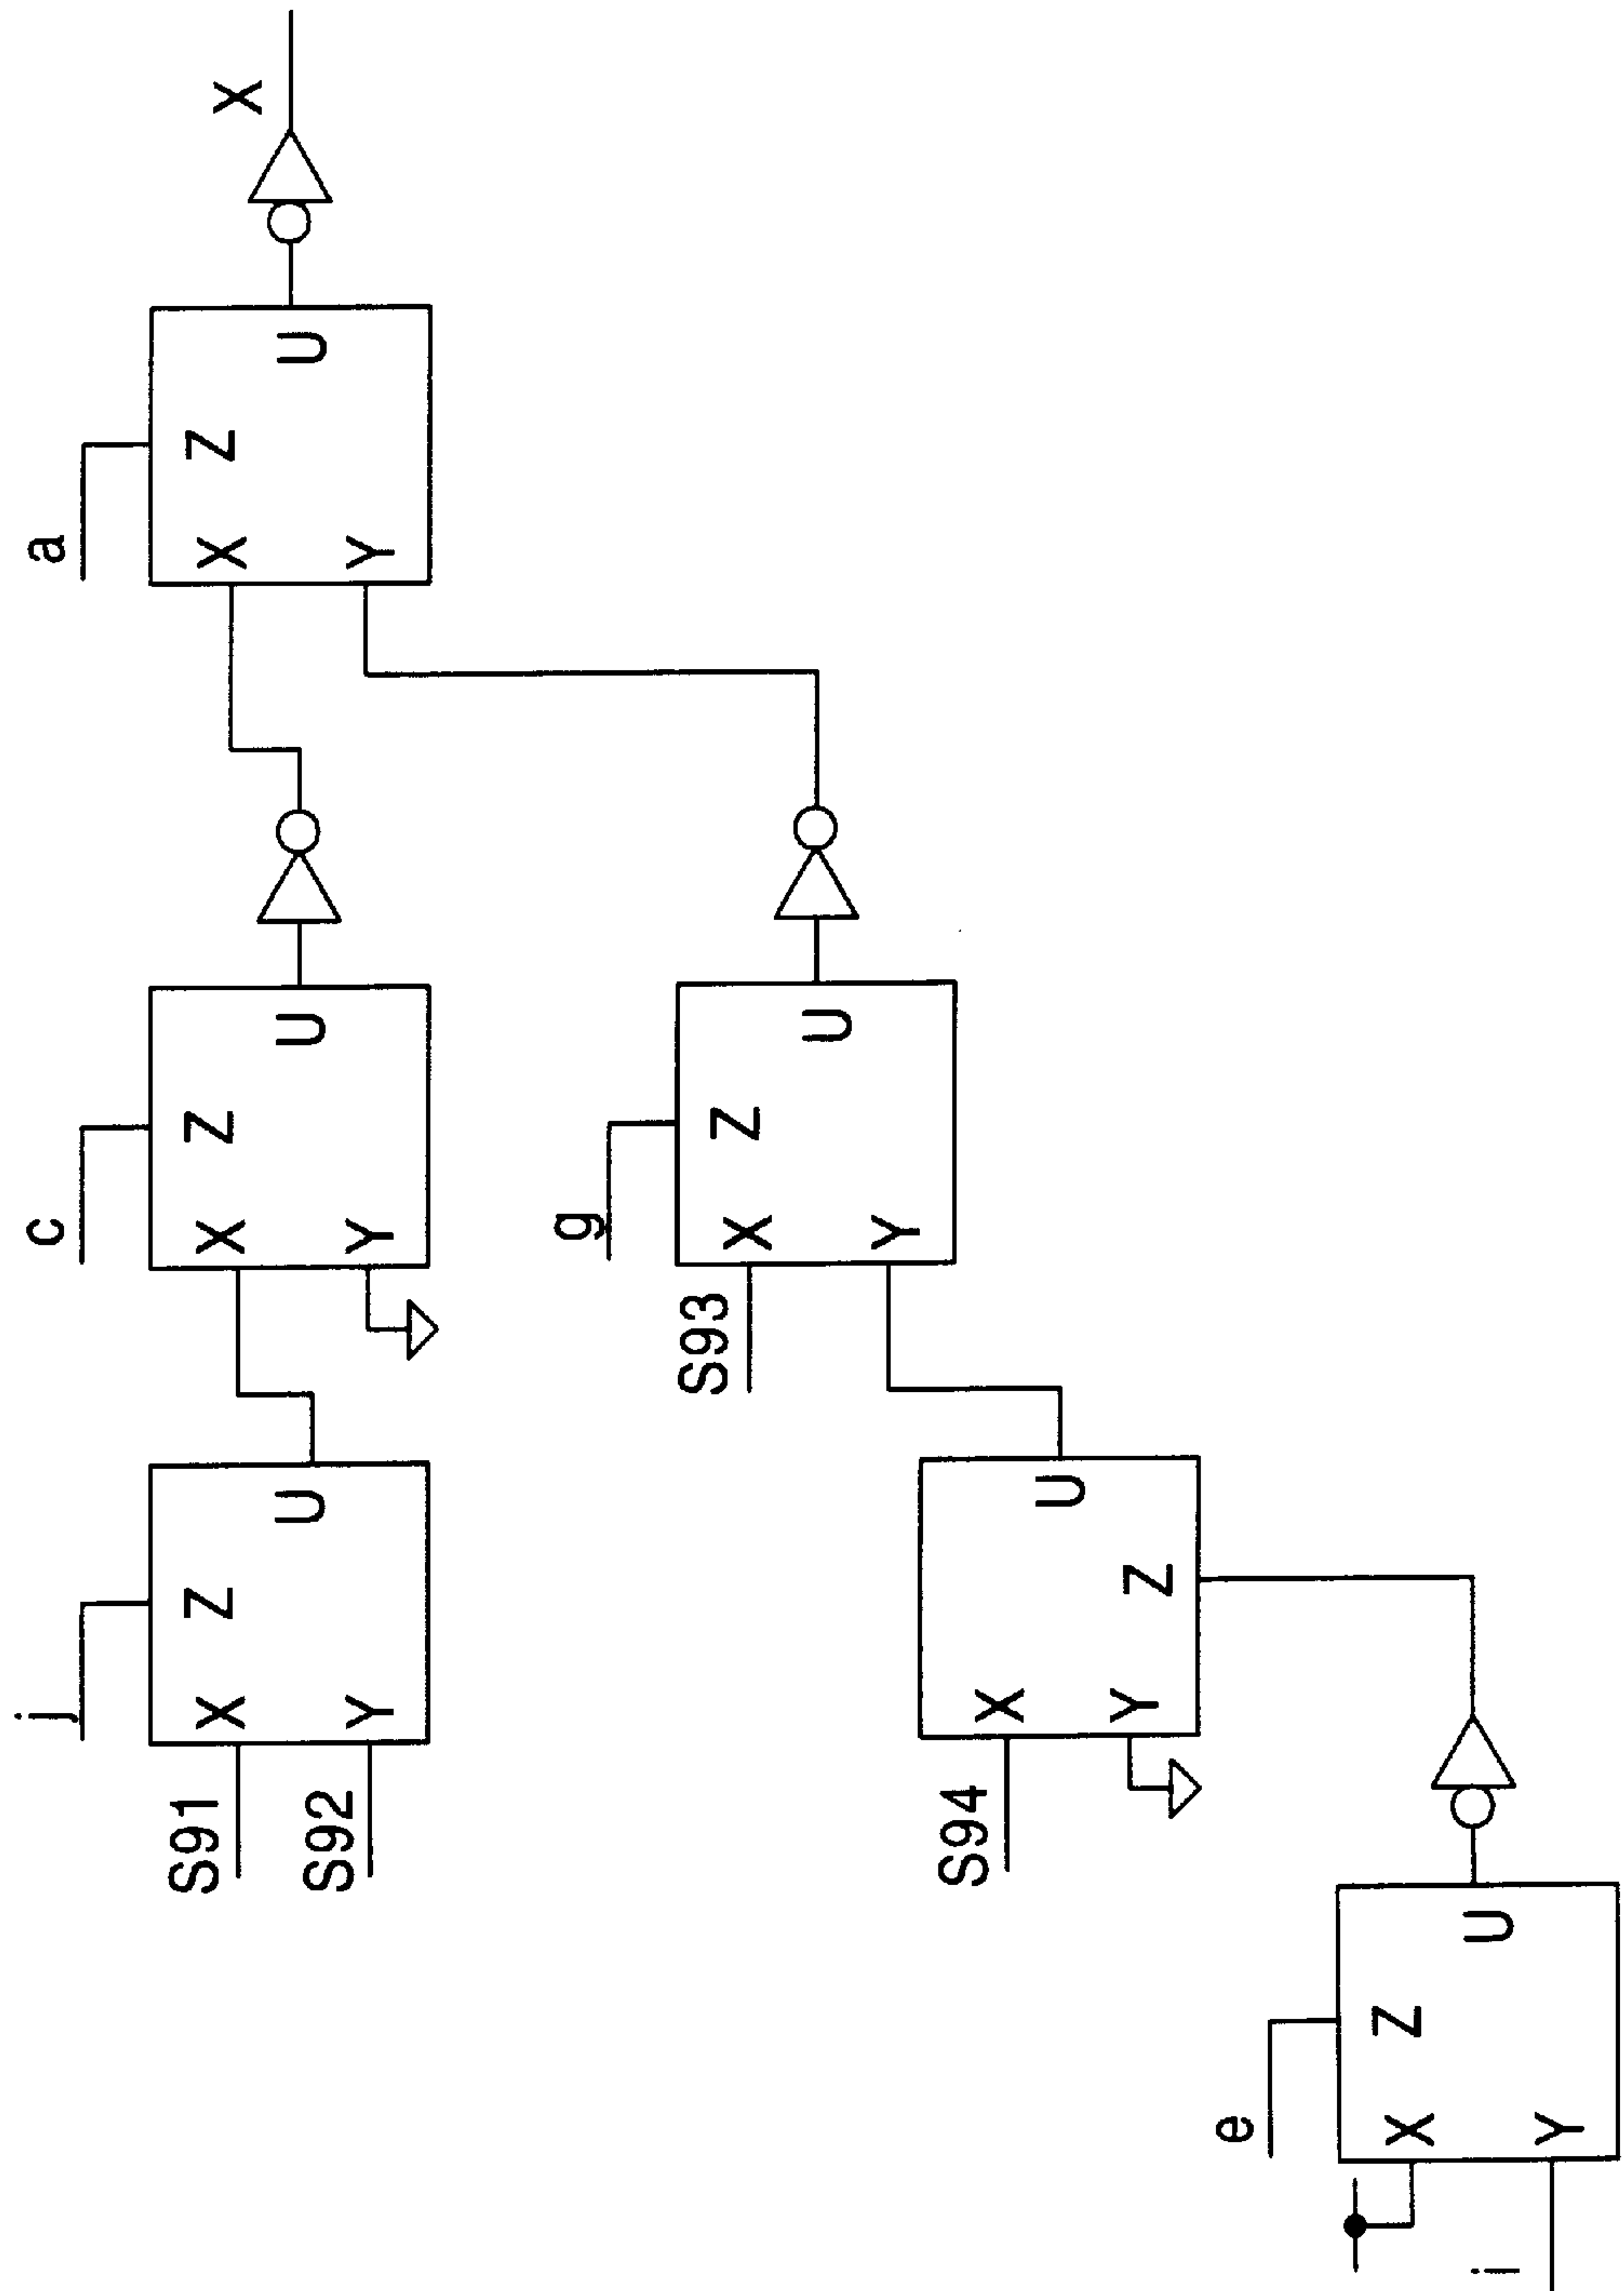 j c a
S91 X Z X Z X Z X
U U U
S92 Y Y Y
g
S93 X Z
U
Y
S94 X
U
Y Z
e
X Z
U
i Y